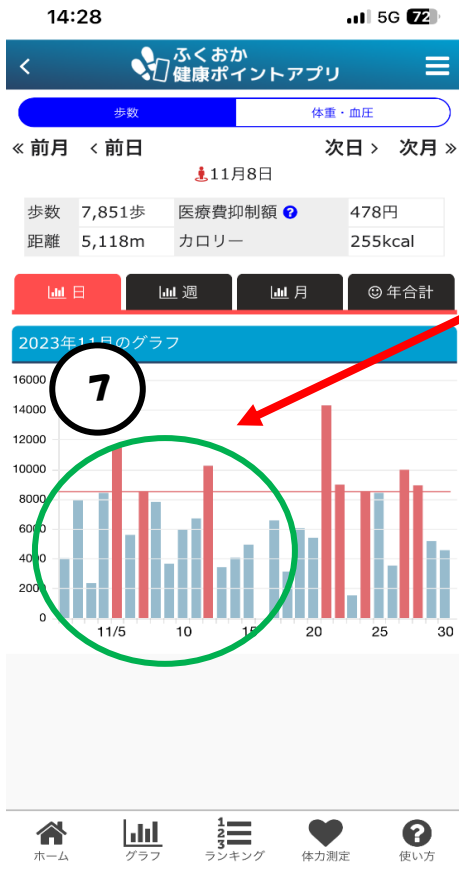 14:28 5G 72
ふくおか
健康ポイントアプリ
歩数 体重・血圧
≪ 前月 < 前日 次日 > 次月 ≫
11月8日
歩数 7,851歩 医療費抑制額 ? 478円
距離 5,118m カロリー 255kcal
日 週 月 年合計
2023年11月のグラフ
7
16000
14000
12000
10000
8000
6000
4000
2000
0
11/5 10 15 20 25 30
1
2
3
ホーム グラフ ランキング 体力測定 ? 使い方